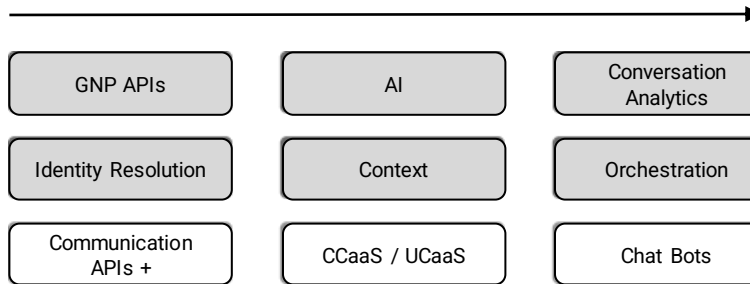 GNP APIs
AI
Conversation
Analytics
Identity Resolution
Context
Orchestration
Communication
APIs +
CCaaS / UCaaS
Chat Bots